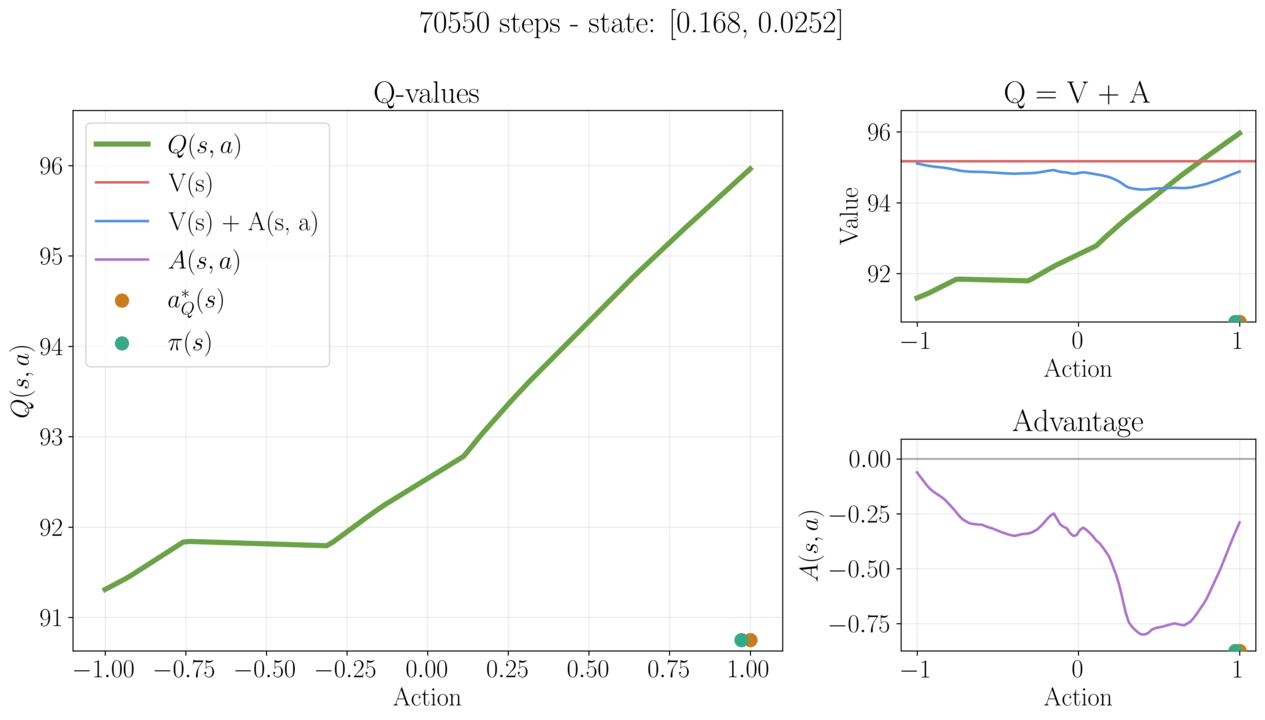 70550 steps - state: [0.168, 0.0252]
Q-values
Q(s, a)
96
95
94
93
92
91
Q(s, a)
V(s)
V(s) + A(s, a)
A(s, a)
a*Q(s)
π(s)
−1.00 −0.75 −0.50 −0.25 0.00 0.25 0.50 0.75 1.00
Action
Q = V + A
Value
96
94
92
−1 0 1
Action
Advantage
A(s, a)
0.00
−0.25
−0.50
−0.75
−1 0 1
Action